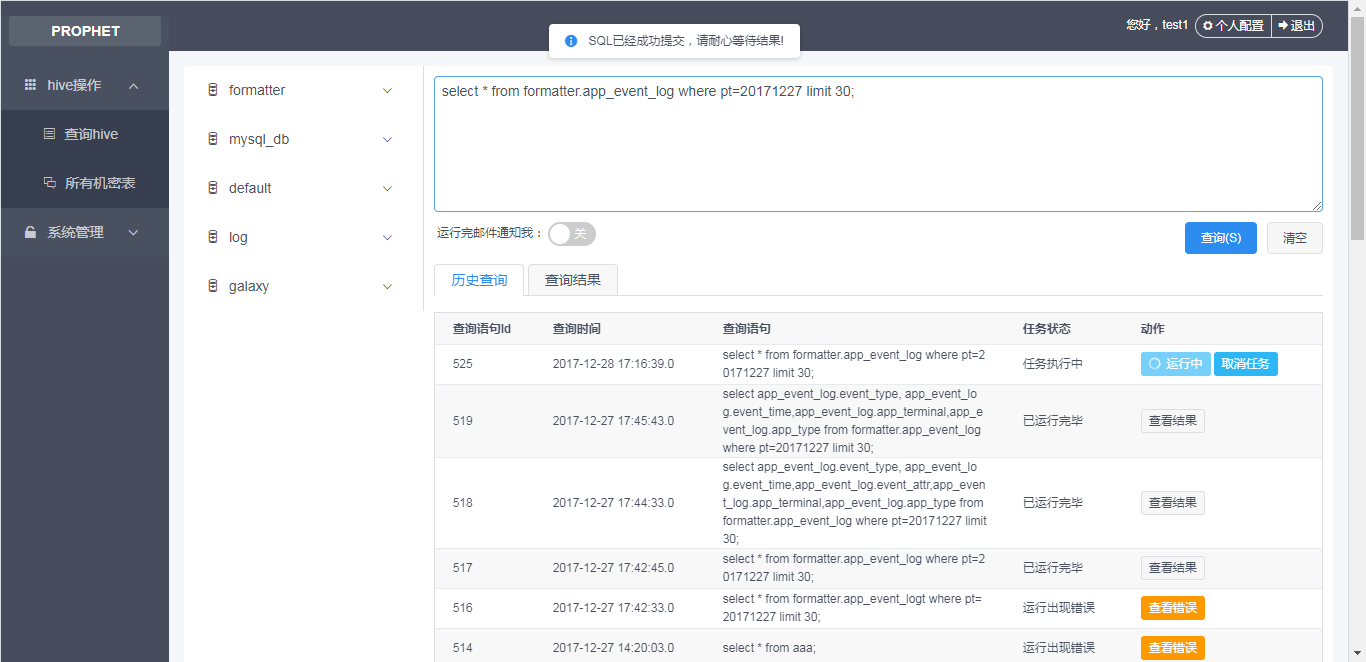 PROPHET
SQL已经成功提交，请耐心等待结果!
您好，test1 个人配置 退出
hive操作
查询hive
所有机密表
系统管理
formatter
mysql_db
default
log
galaxy
select * from formatter.app_event_log where pt=20171227 limit 30;
运行完邮件通知我： 关
查询(S) 清空
历史查询 查询结果
查询语句Id 查询时间 查询语句 任务状态 动作
525 2017-12-28 17:16:39.0 select * from formatter.app_event_log where pt=2 任务执行中 运行中 取消任务
0171227 limit 30;
select app_event_log.event_type, app_event_lo
g.event_time,app_event_log.app_terminal,app_e
519 2017-12-27 17:45:43.0 vent_log.app_type from formatter.app_event_log 已运行完毕 查看结果
where pt=20171227 limit 30;
select app_event_log.event_type, app_event_lo
g.event_time,app_event_log.event_attr,app_even
518 2017-12-27 17:44:33.0 t_log.app_terminal,app_event_log.app_type from 已运行完毕 查看结果
formatter.app_event_log where pt=20171227 limit
30;
517 2017-12-27 17:42:45.0 select * from formatter.app_event_log where pt=2 已运行完毕 查看结果
0171227 limit 30;
516 2017-12-27 17:42:33.0 select * from formatter.app_event_logt where pt= 运行出现错误 查看错误
20171227 limit 30;
514 2017-12-27 14:20:03.0 select * from aaa; 运行出现错误 查看错误